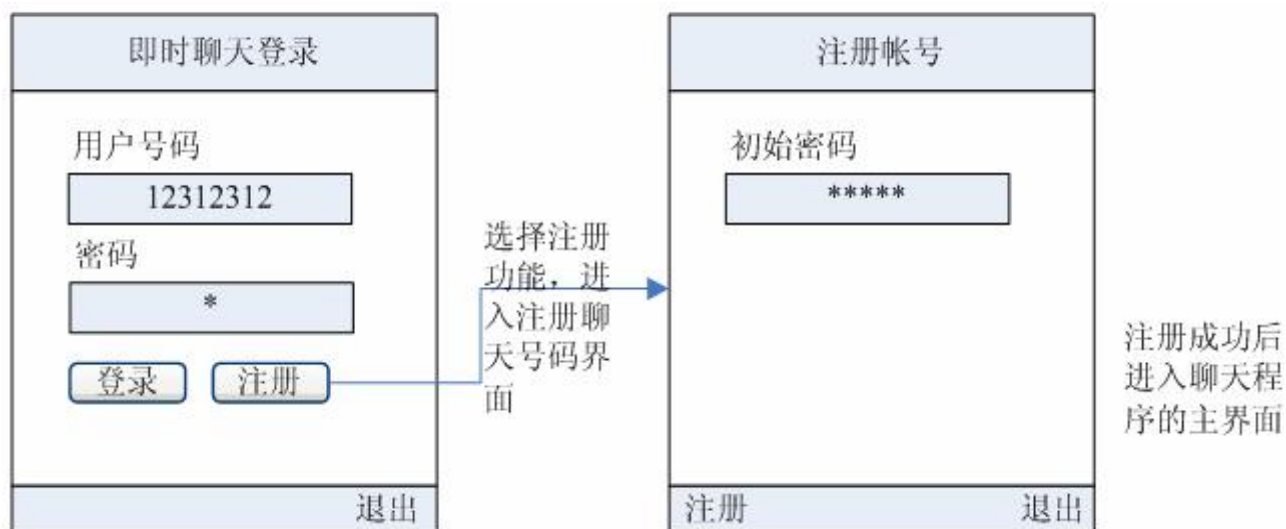 即时聊天登录
用户号码
12312312
密码
*
登录 注册
退出
选择注册
功能，进
入注册聊
天号码界
面
注册帐号
初始密码
*****
注册 退出
注册成功后
进入聊天程
序的主界面